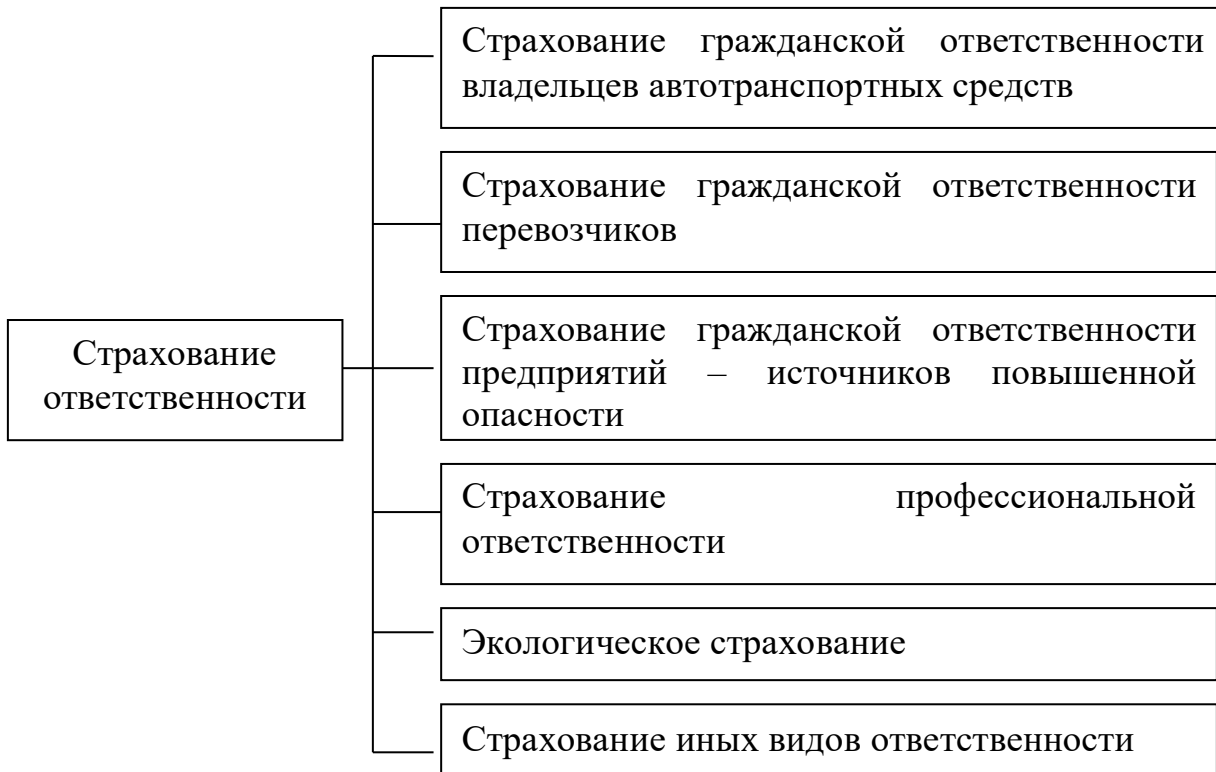 Страхование гражданской ответственности
владельцев автотранспортных средств
Страхование гражданской ответственности
перевозчиков
Страхование гражданской ответственности
предприятий – источников повышенной
опасности
Страхование
ответственности
Страхование профессиональной
ответственности
Экологическое страхование
Страхование иных видов ответственности